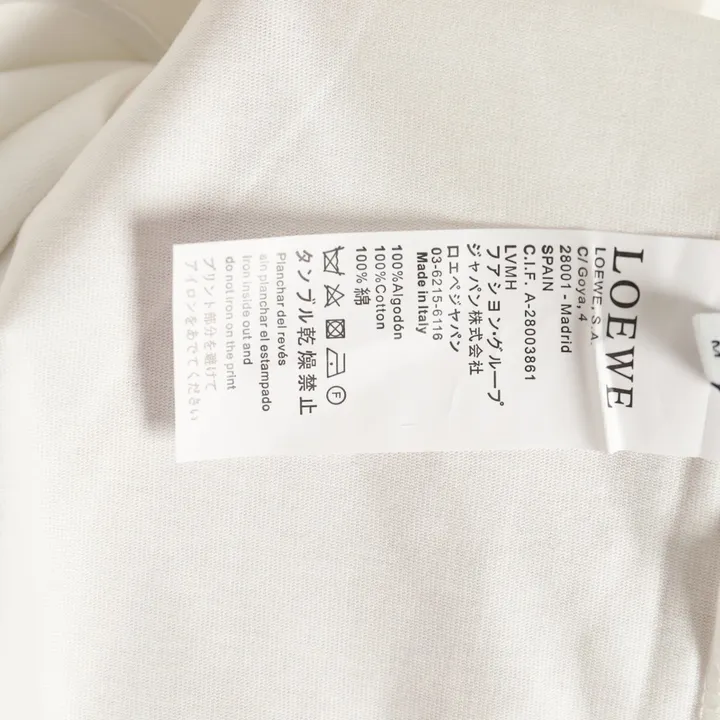 LOEWE
LOEWE, S.A.
C/ Goya, 4
28001 - Madrid
SPAIN
C.I.F. A-28003861
LVMH
ファション・グループ
ジャパン株式会社
ロエベジャパン
03-6215-6116
Made in Italy
100%Algodón
100%Cotton
100% 綿
F
タンブル乾燥禁止
Planchar del revés
sin planchar el estampado
Iron inside out and
do not iron on the print
プリント部分を避けて
アイロンをあでてください
M